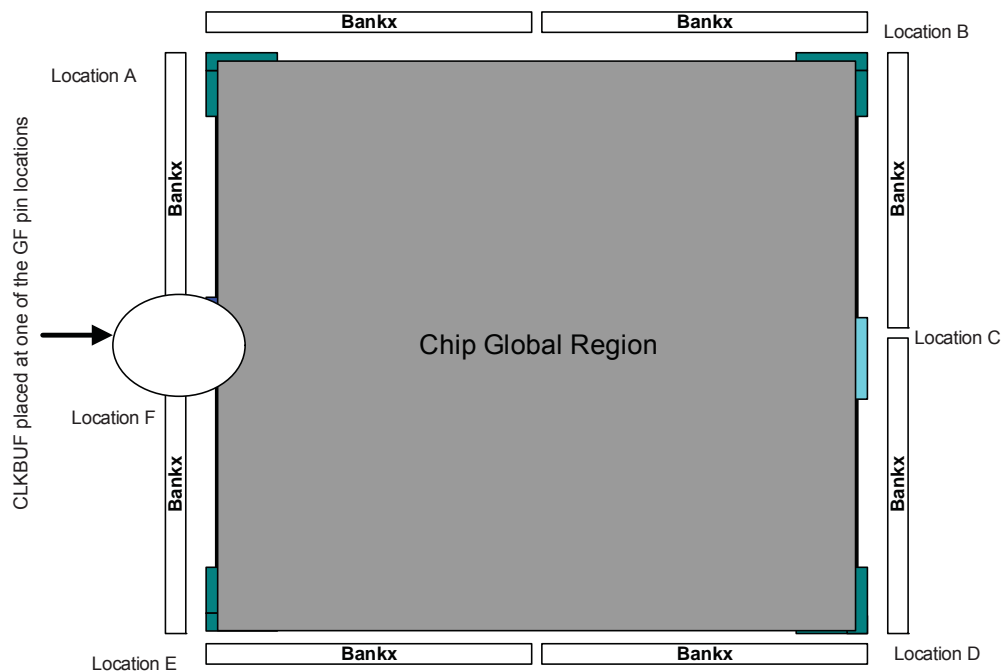 Bankx
Bankx
Location B
Location A
CLKBUF placed at one of the GF pin locations
Bankx
Bankx
Chip Global Region
Location C
Location F
Bankx
Bankx
Location E
Bankx
Bankx
Location D